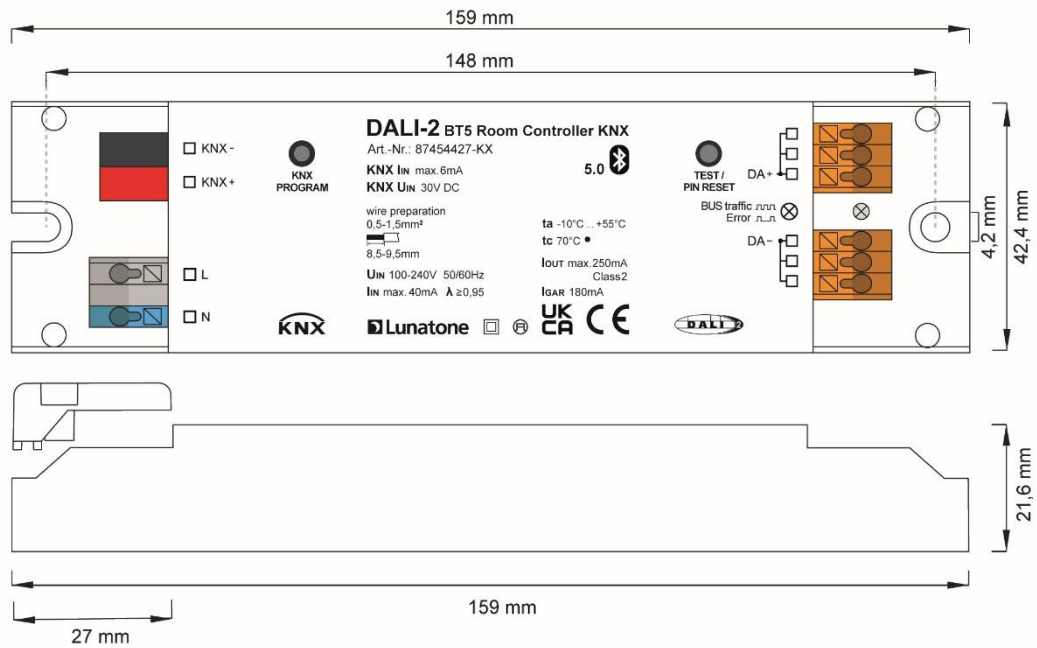 159 mm
148 mm
DALI-2 BT5 Room Controller KNX
Art.-Nr.: 87454427-KX
KNX IIN max.6mA
KNX UIN 30V DC
5.0
KNX -
KNX+
KNX
PROGRAM
TEST /
PIN RESET
DA+
BUS traffic
Error
DA-
wire preparation
0,5-1,5mm²
8,5-9,5mm
ta -10°C... +55°C
tc 70°C
IOUT max. 250mA
Class2
UIN 100-240V 50/60Hz
IIN max. 40mA λ ≥0,95
IGAR 180mA
L
N
KNX
Lunatone
UK
CA
CE
DALI 2
4,2 mm
42,4 mm
21,6 mm
159 mm
27 mm